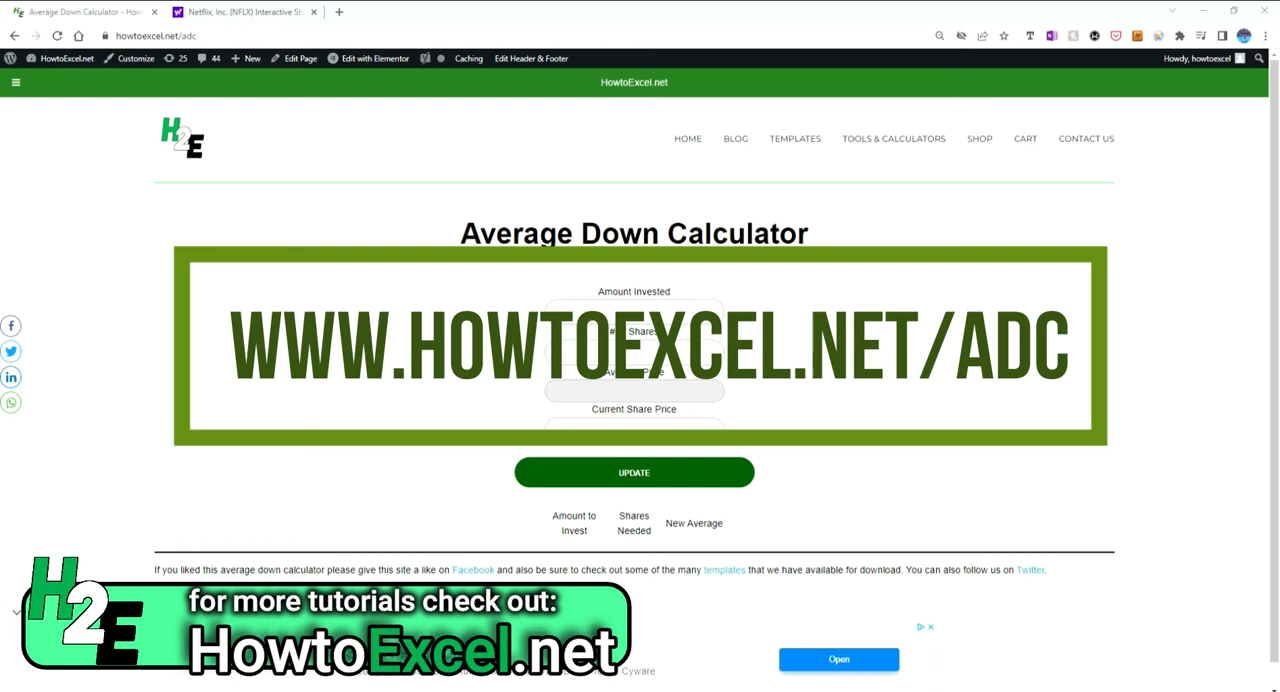 Average Down Calculator - How
Netflix, Inc. (NFLX) Interactive Sto
howtoexcel.net/adc
HowtoExcel.net
Customize
25
44
New
Edit Page
Edit with Elementor
Caching
Edit Header & Footer
Howdy, howtoexcel
HowtoExcel.net
H2E
HOME
BLOG
TEMPLATES
TOOLS & CALCULATORS
SHOP
CART
CONTACT US
Average Down Calculator
Amount Invested
Shares
WWW.HOWTOEXCEL.NET/ADC
Current Share Price
UPDATE
Amount to Invest
Shares Needed
New Average
If you liked this average down calculator please give this site a like on Facebook and also be sure to check out some of the many templates that we have available for download. You can also follow us on Twitter.
H2E
for more tutorials check out:
HowtoExcel.net
Cyware
Open